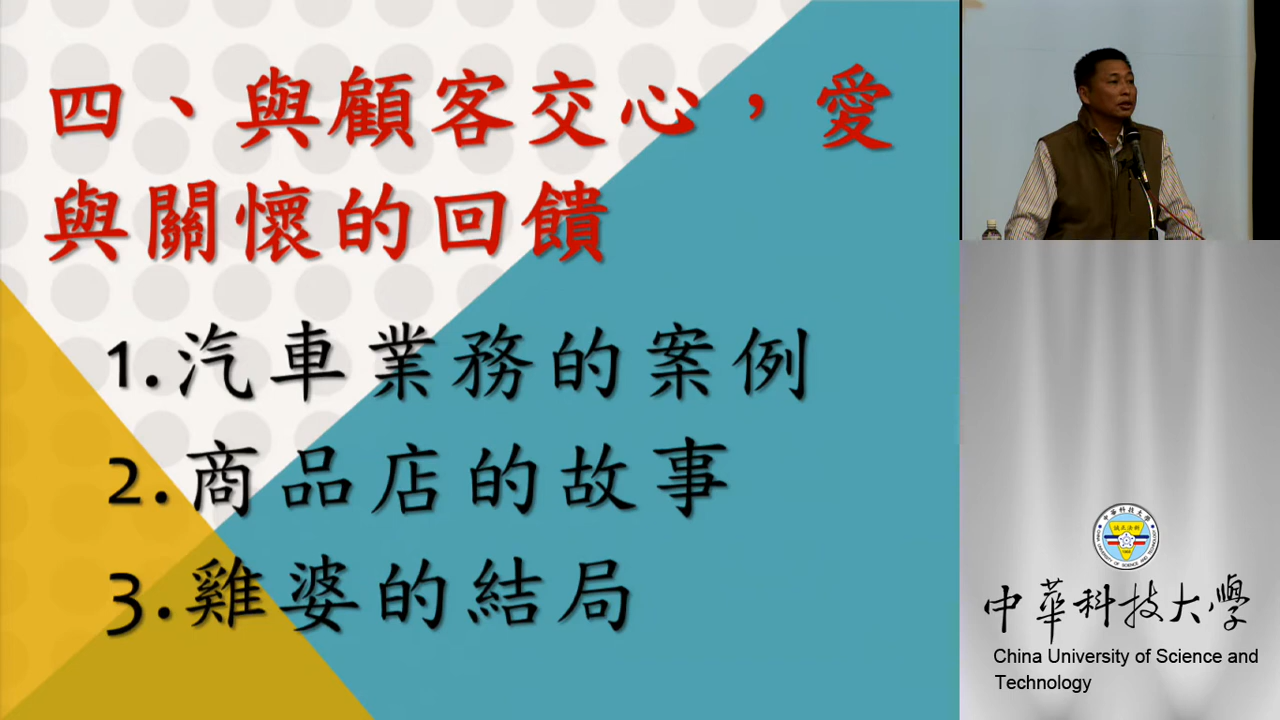 四、與顧客交心，愛
與關懷的回饋
1.汽車業務的案例
2.商品店的故事
3.雞婆的結局
中華科技大學
China University of Science and
Technology